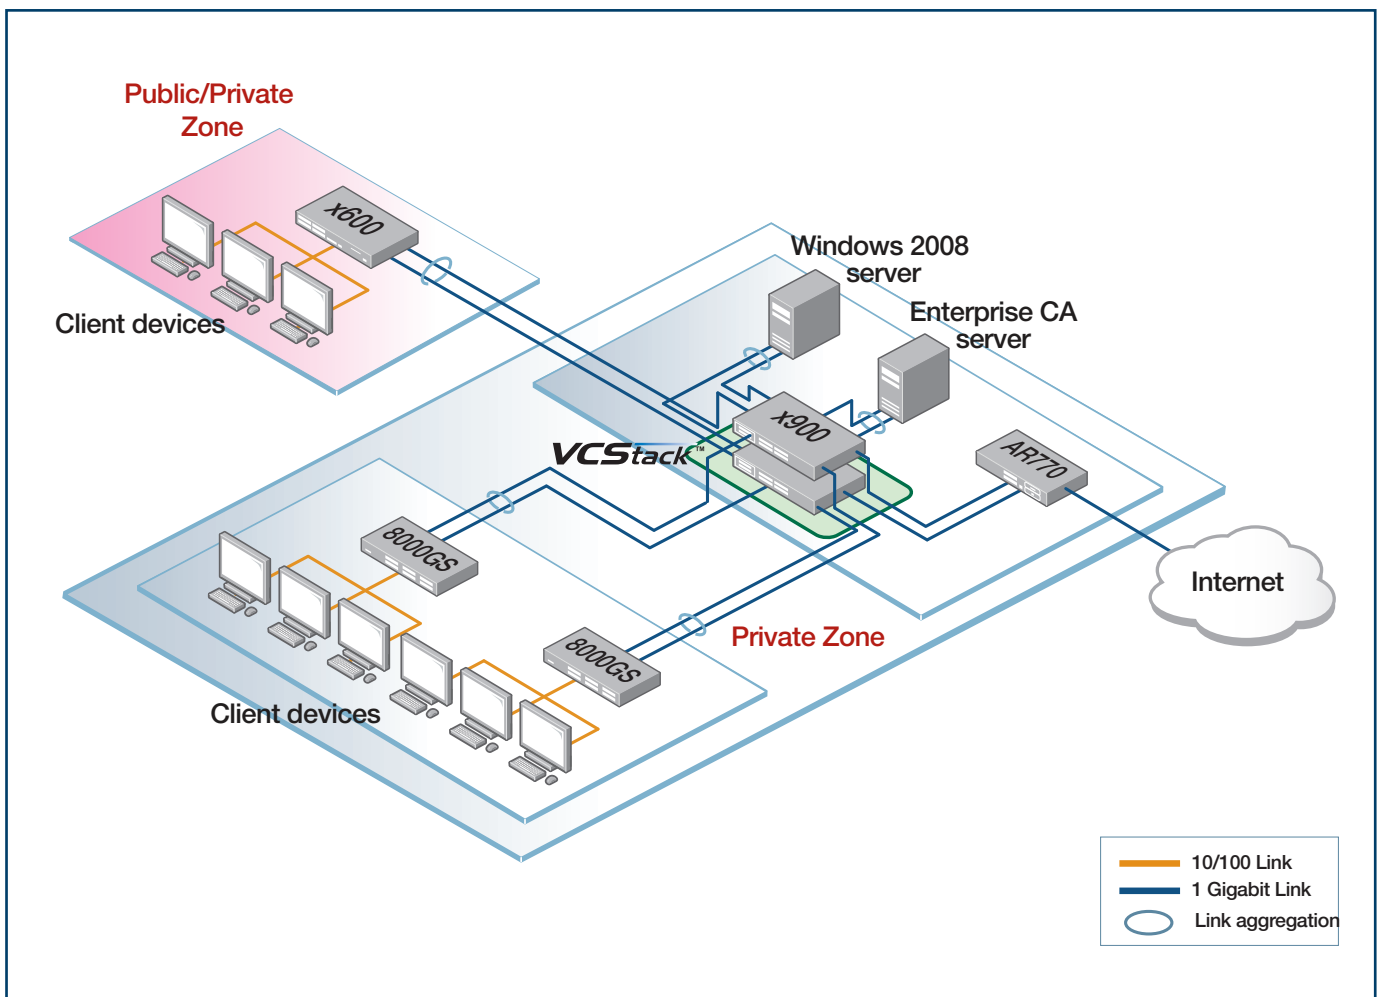 Public/Private
Zone
x600
Client devices
Windows 2008
server
Enterprise CA
server
x900
VCStack™
AR770
Internet
8000GS
8000GS
Private Zone
Client devices
10/100 Link
1 Gigabit Link
Link aggregation